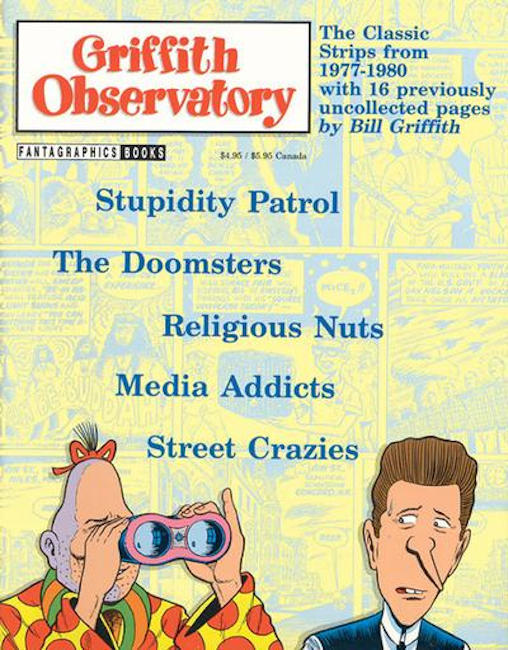 Griffith
Observatory
The Classic
Strips from
1977-1980
with 16 previously
uncollected pages
by Bill Griffith
FANTAGRAPHICS BOOKS
$4.95 / $5.95 Canada
Stupidity Patrol
The Doomsters
Religious Nuts
Media Addicts
Street Crazies